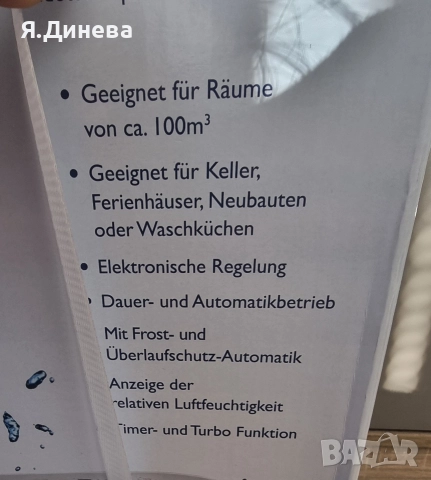 Я.Динева
• Geeignet für Räume
von ca. 100m³
• Geeignet für Keller,
Ferienhäuser, Neubauten
oder Waschküchen
• Elektronische Regelung
• Dauer- und Automatikbetrieb
Mit Frost- und
Überlaufschutz-Automatik
Anzeige der
relativen Luftfeuchtigkeit
Timer- und Turbo Funktion
BAZAR